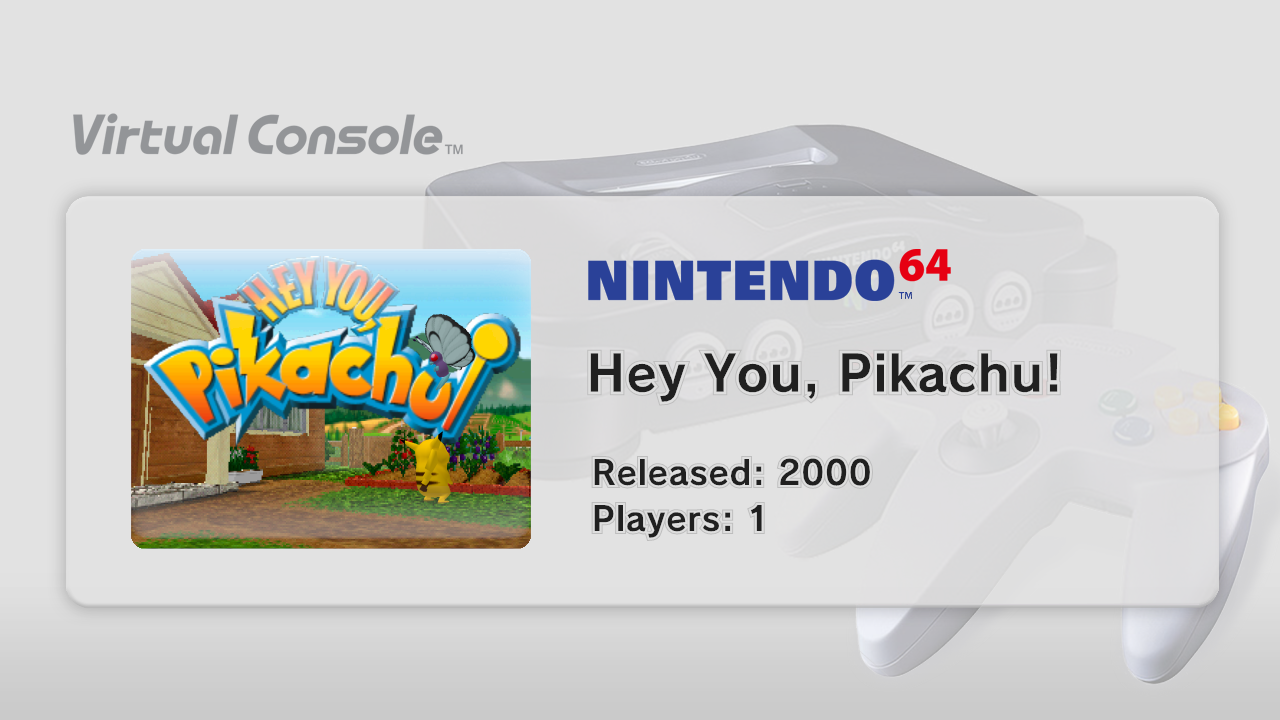 Virtual Console™
HEY YOU,
Pikachu!
NINTENDO64™
Hey You, Pikachu!
Released: 2000
Players: 1